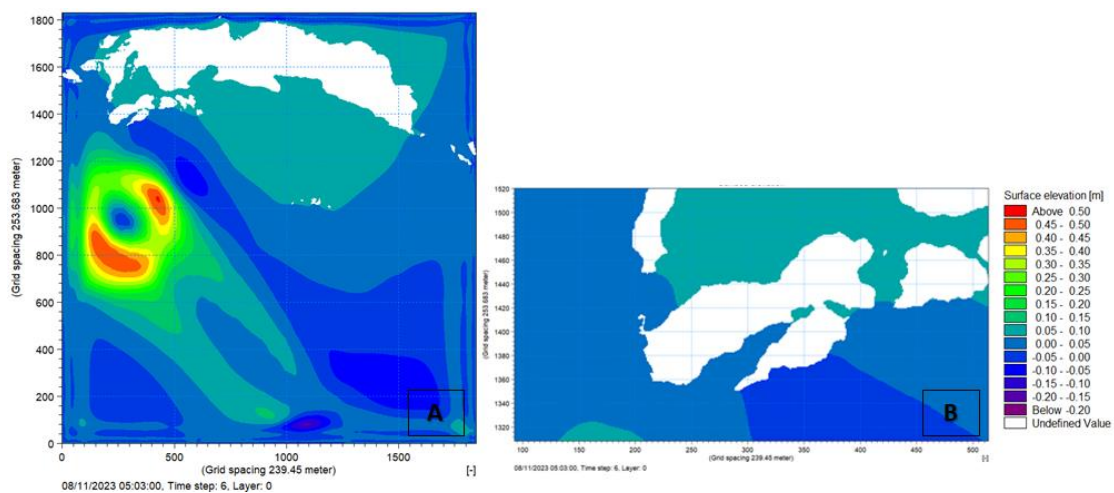 1800
1600
1400
1200
1000
800
600
400
200
0
(Grid spacing 253.683 meter)
0 500 1000 1500
(Grid spacing 239.45 meter) [-]
08/11/2023 05:03:00, Time step: 6, Layer: 0
A
1520
1500
1480
1460
1440
1420
1400
1380
1360
1340
1320
(Grid spacing 253.683 meter)
100 150 200 250 300 350 400 450 500
(Grid spacing 239.45 meter) [-]
08/11/2023 05:03:00, Time step: 6, Layer: 0
B
Surface elevation [m]
Above 0.50
0.45 - 0.50
0.40 - 0.45
0.35 - 0.40
0.30 - 0.35
0.25 - 0.30
0.20 - 0.25
0.15 - 0.20
0.10 - 0.15
0.05 - 0.10
0.00 - 0.05
-0.05 - 0.00
-0.10 - -0.05
-0.15 - -0.10
-0.20 - -0.15
Below -0.20
Undefined Value